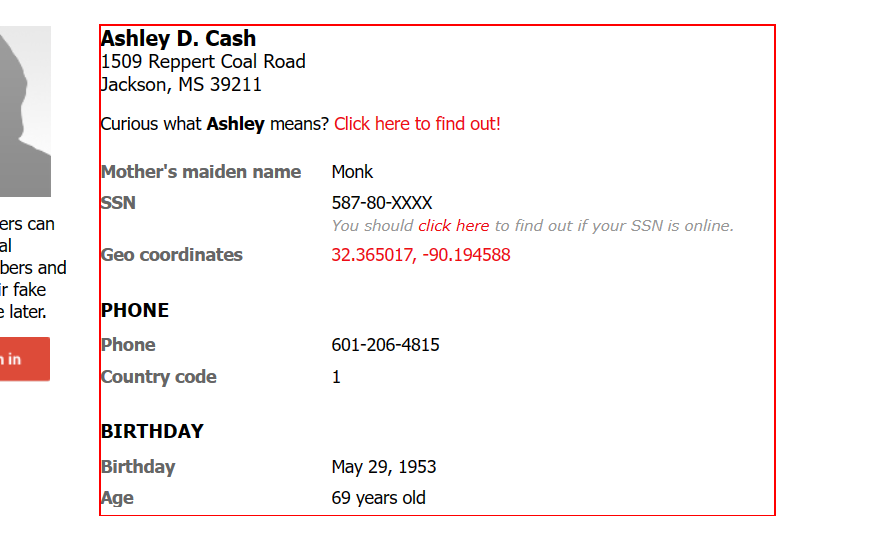 Ashley D. Cash
1509 Reppert Coal Road
Jackson, MS 39211
Curious what Ashley means? Click here to find out!
Mother's maiden name Monk
SSN 587-80-XXXX
You should click here to find out if your SSN is online.
Geo coordinates 32.365017, -90.194588
PHONE
Phone 601-206-4815
Country code 1
BIRTHDAY
Birthday May 29, 1953
Age 69 years old
ers can
al
bers and
ir fake
e later.
n in